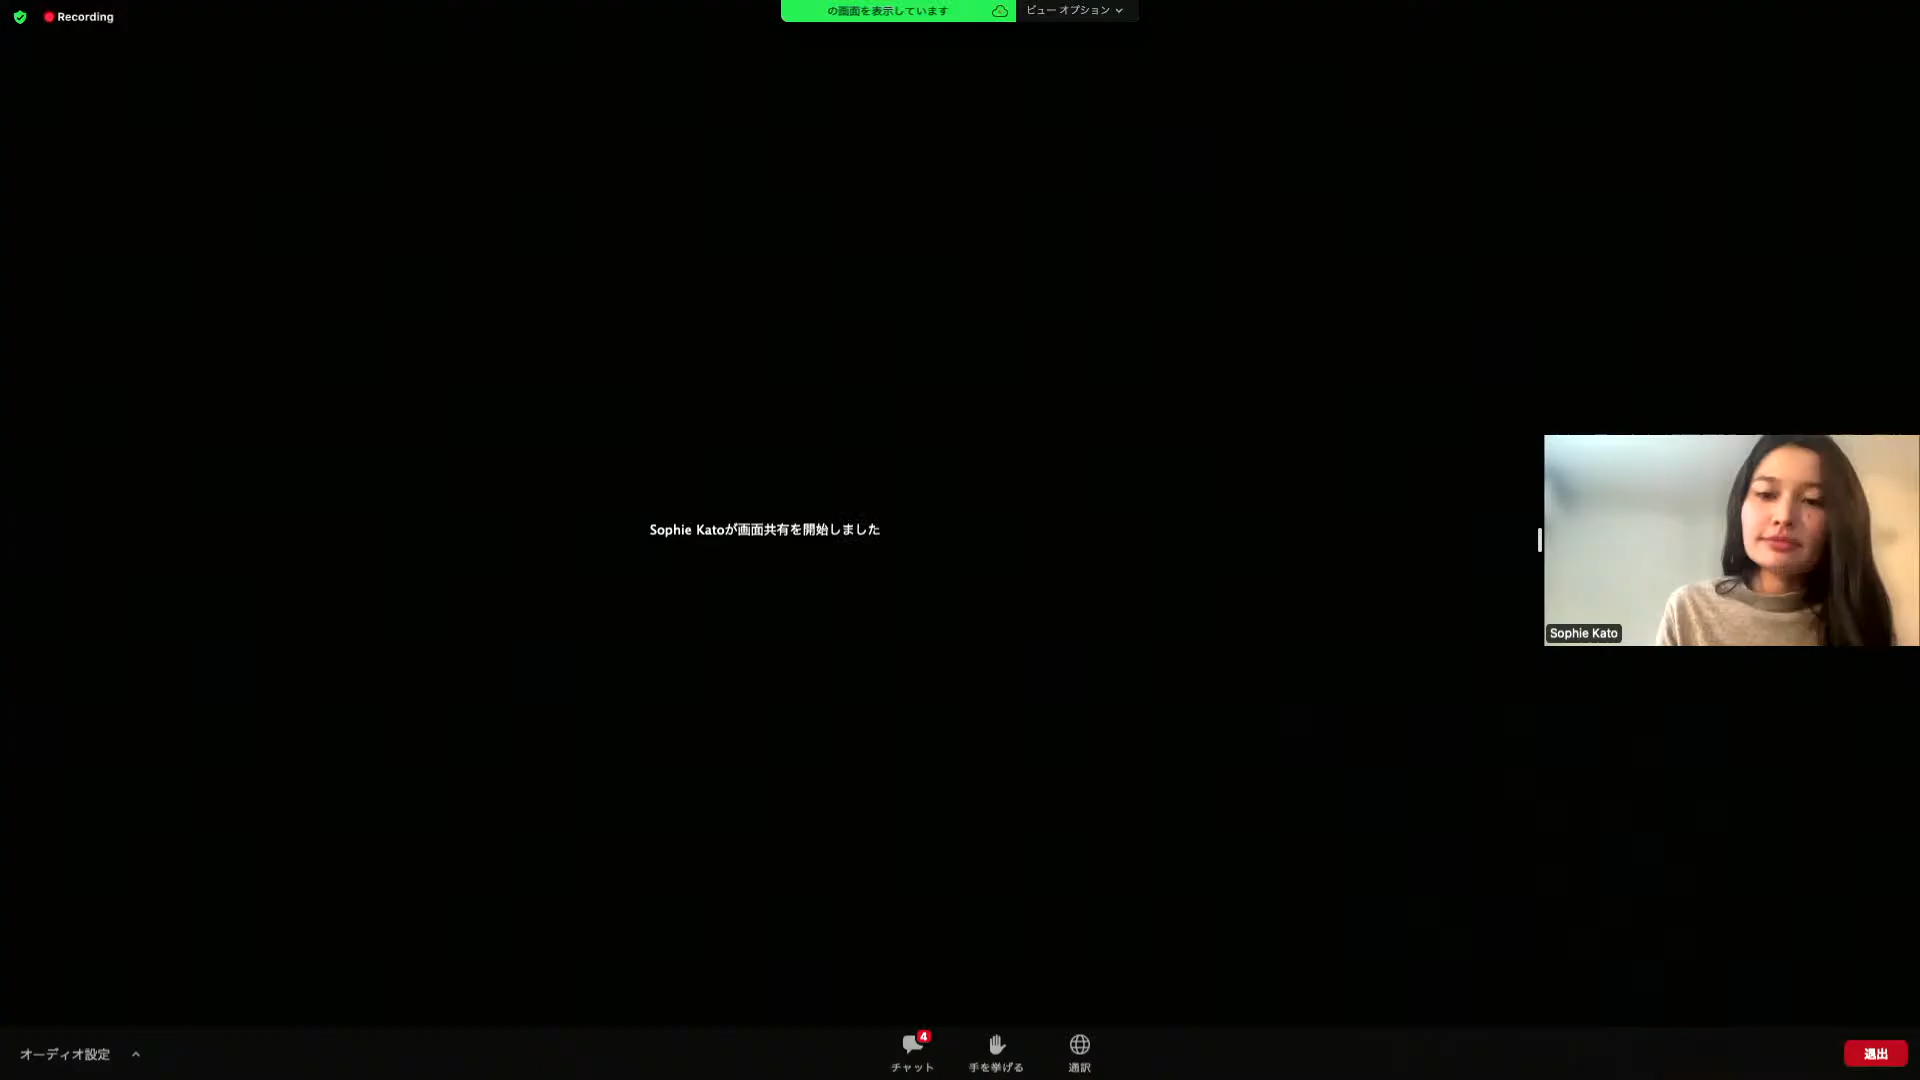 Recording
の画面を表示しています
ビュー オプション
Sophie Katoが画面共有を開始しました
Sophie Kato
オーディオ設定
4
チャット
手を挙げる
通訳
退出